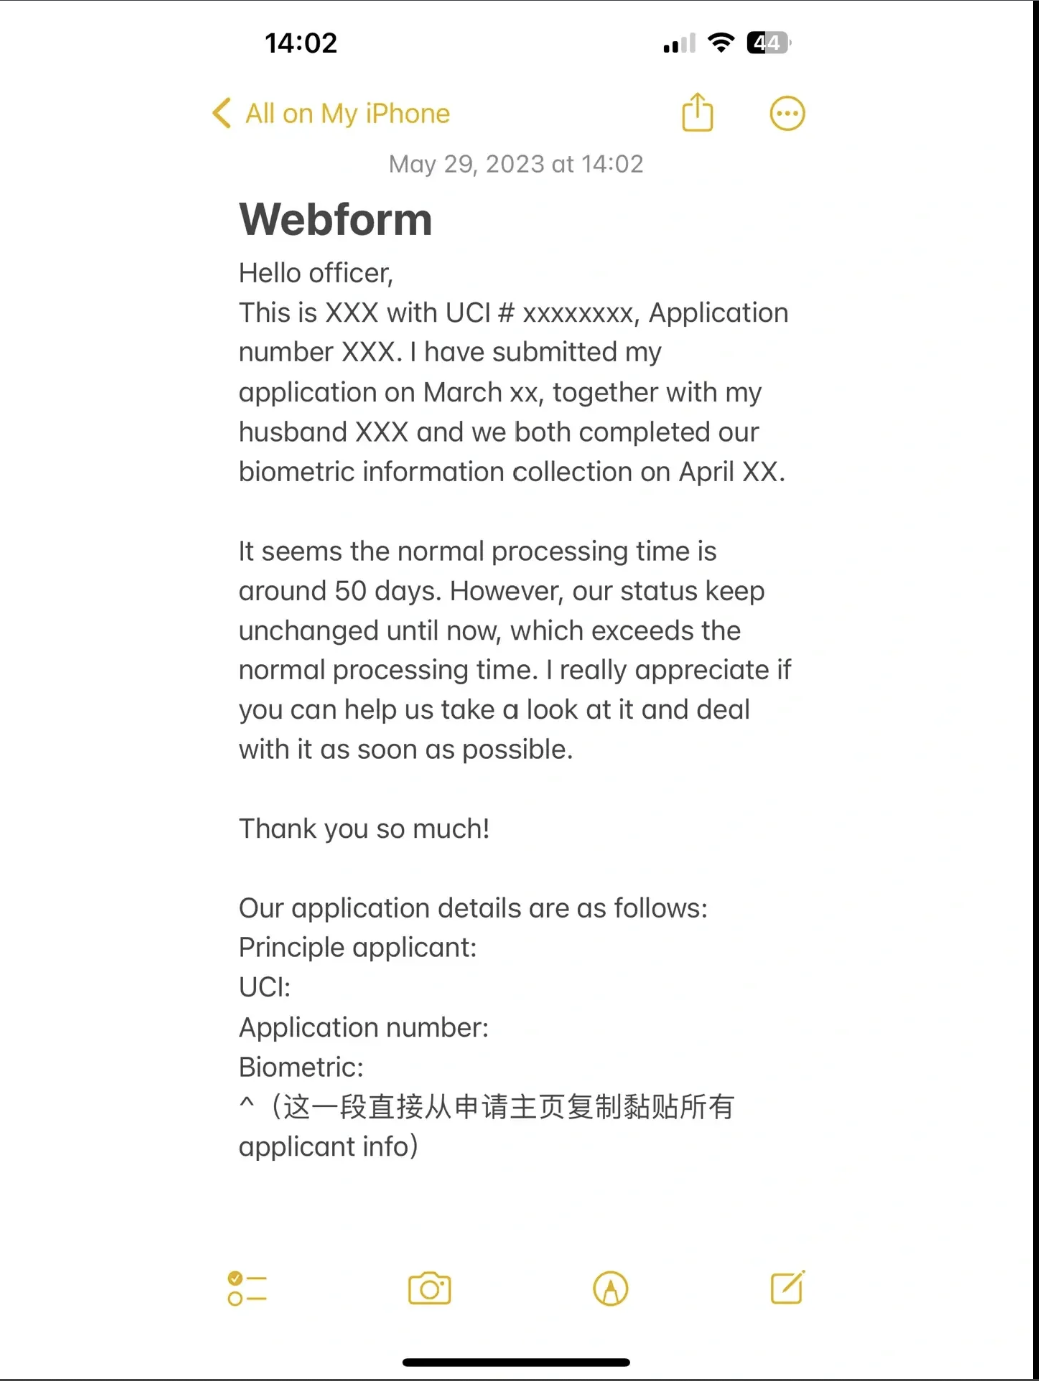 14:02
44
All on My iPhone
May 29, 2023 at 14:02
Webform
Hello officer,
This is XXX with UCI # xxxxxxxx, Application
number XXX. I have submitted my
application on March xx, together with my
husband XXX and we both completed our
biometric information collection on April XX.
It seems the normal processing time is
around 50 days. However, our status keep
unchanged until now, which exceeds the
normal processing time. I really appreciate if
you can help us take a look at it and deal
with it as soon as possible.
Thank you so much!
Our application details are as follows:
Principle applicant:
UCI:
Application number:
Biometric:
^（这一段直接从申请主页复制黏贴所有
applicant info）